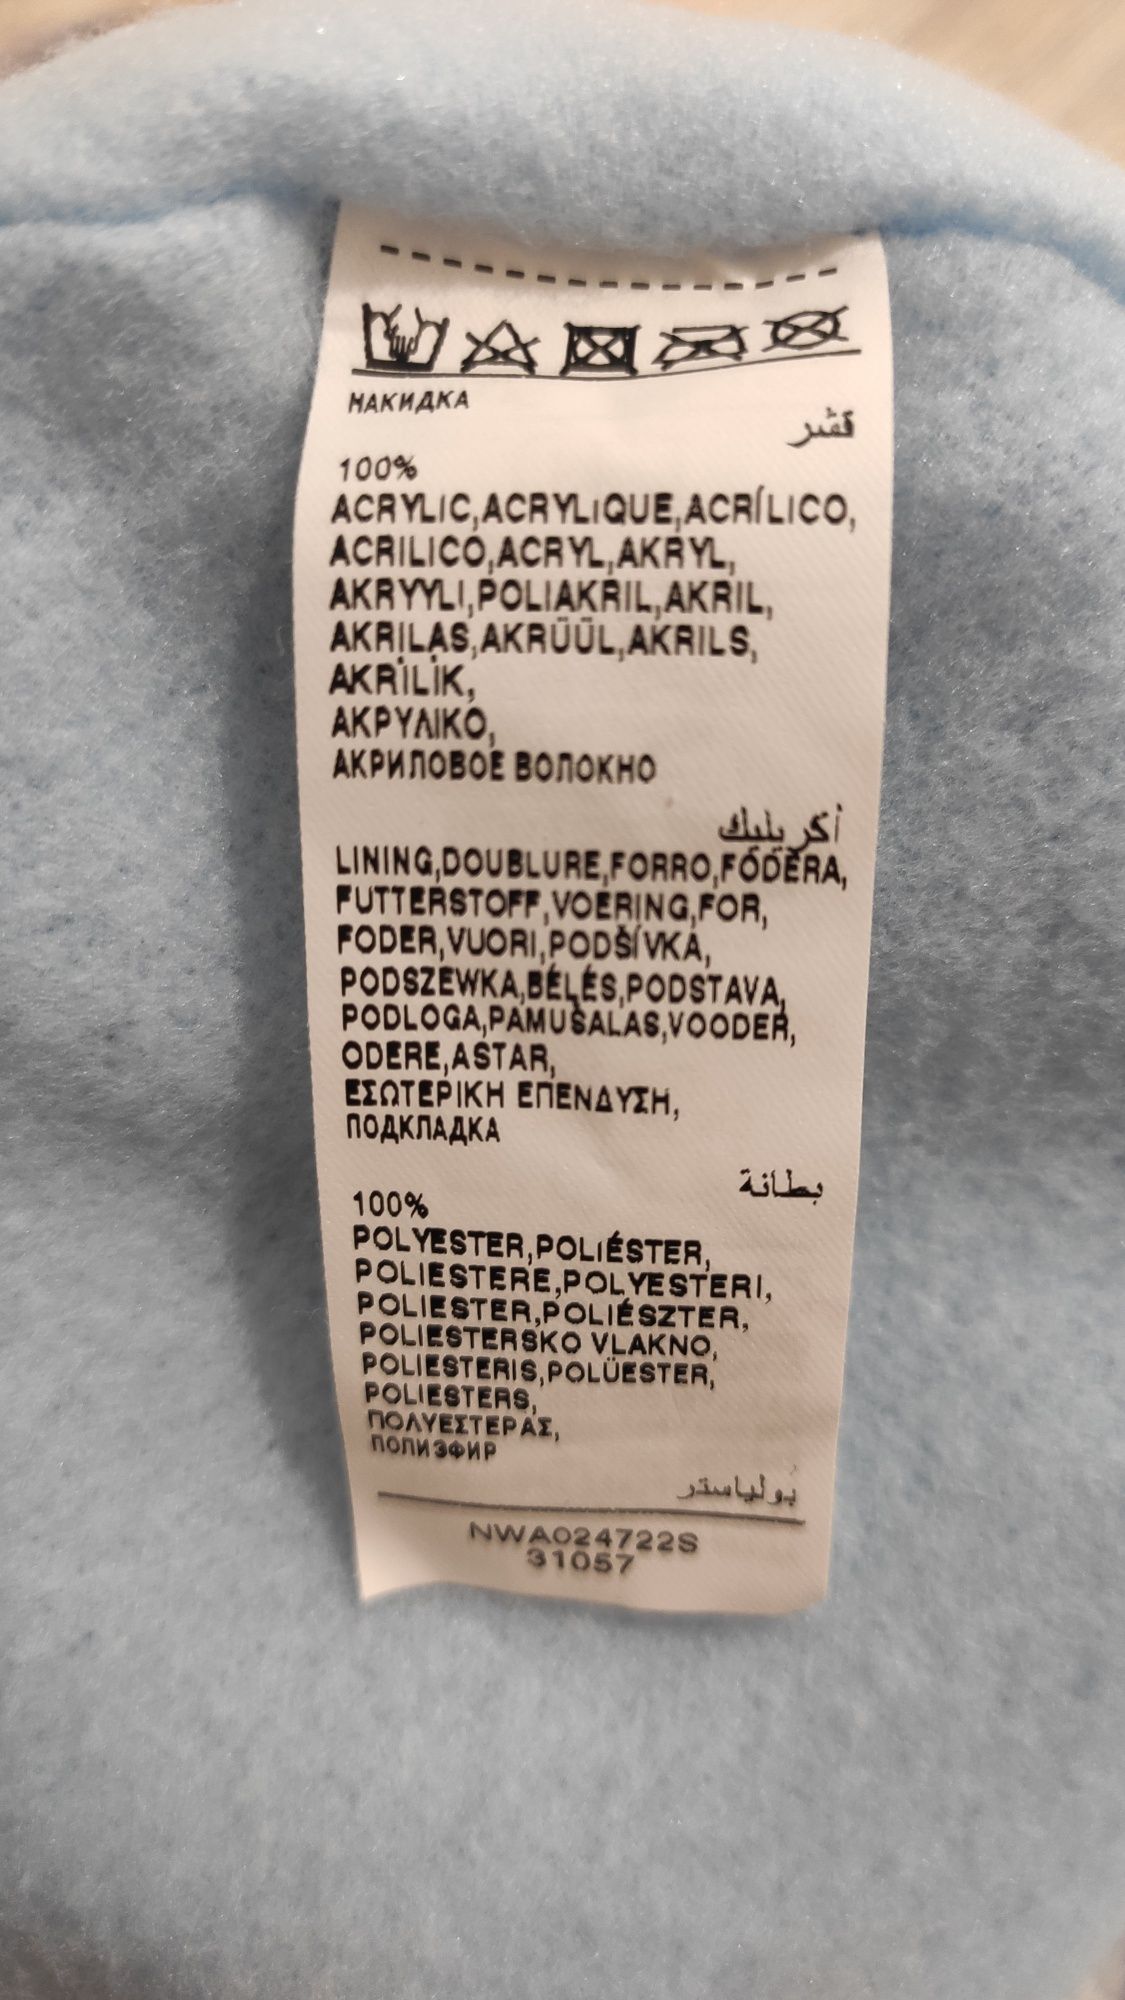 НАКИДКА
قشر
100%
ACRYLIC,ACRYLIQUE,ACRÍLICO,
ACRILICO,ACRYL,AKRYL,
AKRYYLI,POLIAKRIL,AKRIL,
AKRILAS,AKRÜÜL,AKRILS,
AKRİLİK,
ΑΚΡΥΛΙΚΟ,
АКРИЛОВОЕ ВОЛОКНО
أكريليك
LINING,DOUBLURE,FORRO,FODERA,
FUTTERSTOFF,VOERING,FOR,
FODER,VUORI,PODŠÍVKA,
PODSZEWKA,BÉLÉS,PODSTAVA,
PODLOGA,PAMUŠALAS,VOODER,
ODERE,ASTAR,
ΕΣΩΤΕΡΙΚΗ ΕΠΕΝΔΥΣΗ,
ПОДКЛАДКА
بطانة
100%
POLYESTER,POLIÉSTER,
POLIESTERE,POLYESTERI,
POLIESTER,POLIÉSZTER,
POLIESTERSKO VLAKNO,
POLIESTERIS,POLÜESTER,
POLIESTERS,
ΠΟΛΥΕΣΤΕΡΑΣ,
ПОЛИЭФИР
بولياستر
NWA024722S
31057